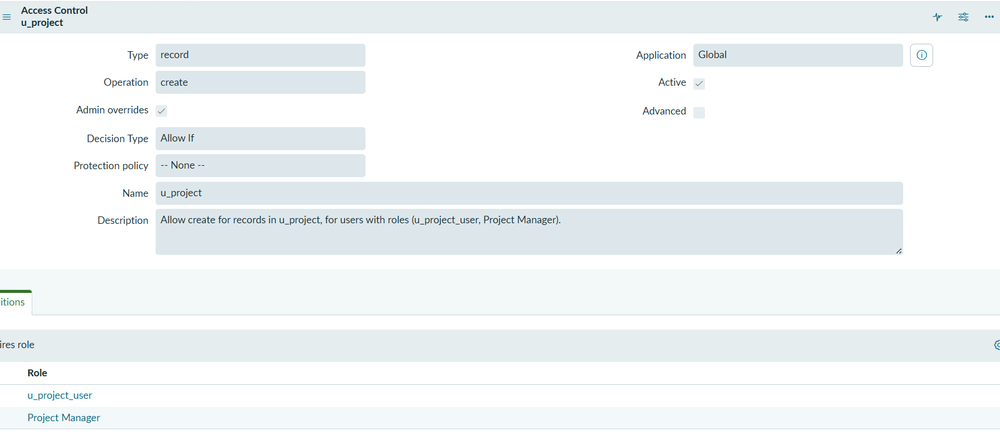 Access Control
u_project
Type record
Application Global
Operation create
Active
Admin overrides
Advanced
Decision Type Allow If
Protection policy -- None --
Name u_project
Description Allow create for records in u_project, for users with roles (u_project_user, Project Manager).
itions
ires role
Role
u_project_user
Project Manager